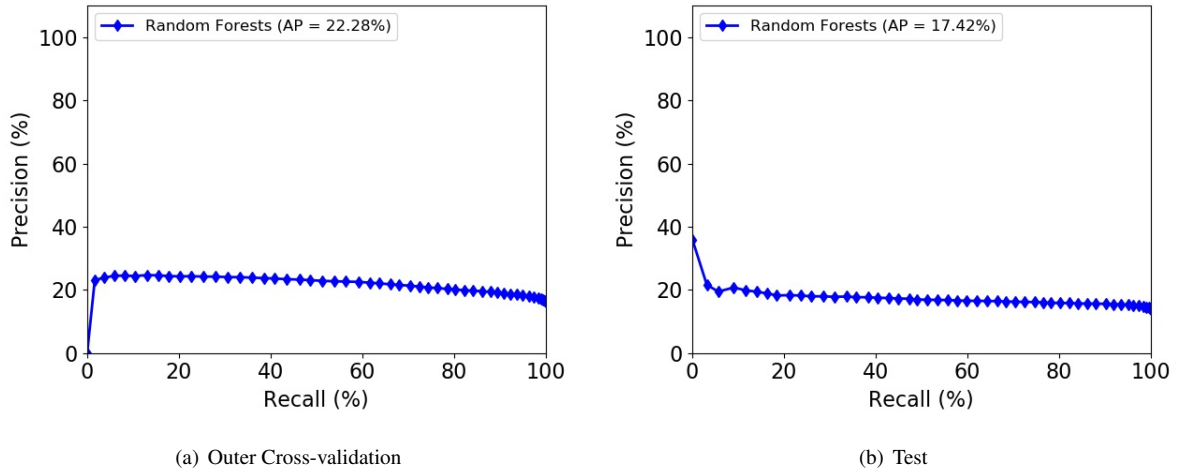 Random Forests (AP = 22.28%)
100
80
60
40
20
0
Precision (%)
0 20 40 60 80 100
Recall (%)
(a) Outer Cross-validation
Random Forests (AP = 17.42%)
100
80
60
40
20
0
Precision (%)
0 20 40 60 80 100
Recall (%)
(b) Test